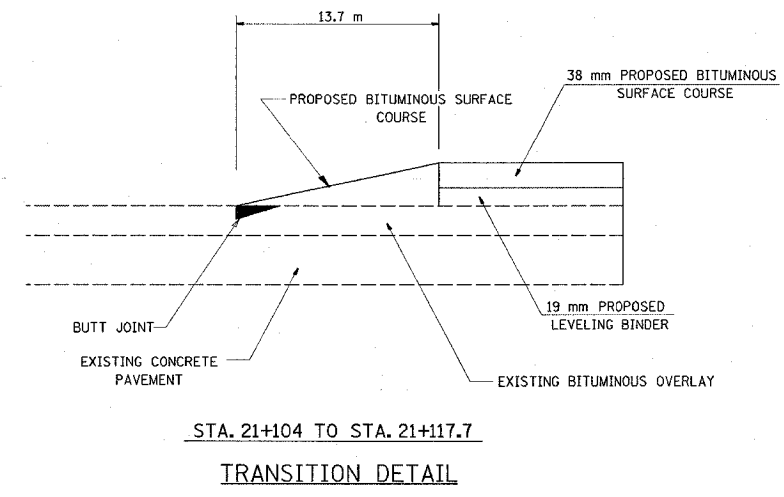 13.7 m
38 mm PROPOSED BITUMINOUS
SURFACE COURSE
PROPOSED BITUMINOUS SURFACE
COURSE
19 mm PROPOSED
LEVELING BINDER
BUTT JOINT
EXISTING CONCRETE
PAVEMENT
EXISTING BITUMINOUS OVERLAY
STA. 21+104 TO STA. 21+117.7
TRANSITION DETAIL